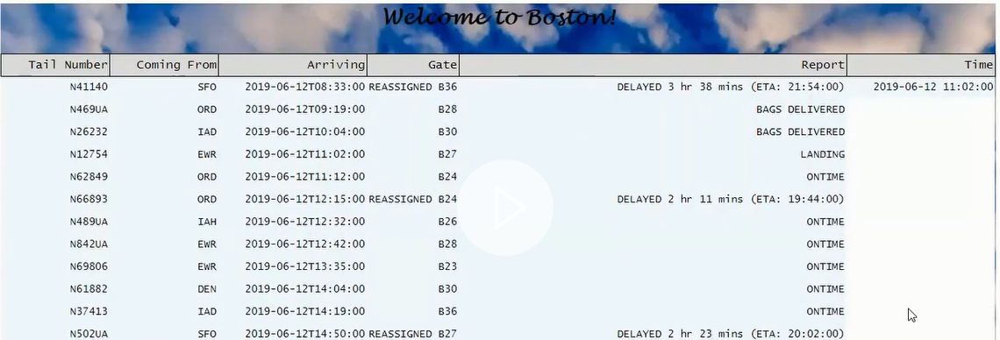 Welcome to Boston!
Tail Number Coming From Arriving Gate Report Time
N41140 SFO 2019-06-12T08:33:00 REASSIGNED B36 DELAYED 3 hr 38 mins (ETA: 21:54:00) 2019-06-12 11:02:00
N469UA ORD 2019-06-12T09:19:00 B28 BAGS DELIVERED
N26232 IAD 2019-06-12T10:04:00 B30 BAGS DELIVERED
N12754 EWR 2019-06-12T11:02:00 B27 LANDING
N62849 ORD 2019-06-12T11:12:00 B24 ONTIME
N66893 ORD 2019-06-12T12:15:00 REASSIGNED B24 DELAYED 2 hr 11 mins (ETA: 19:44:00)
N489UA IAH 2019-06-12T12:32:00 B26 ONTIME
N842UA EWR 2019-06-12T12:42:00 B28 ONTIME
N69806 EWR 2019-06-12T13:35:00 B23 ONTIME
N61882 DEN 2019-06-12T14:04:00 B30 ONTIME
N37413 IAD 2019-06-12T14:19:00 B36 ONTIME
N502UA SFO 2019-06-12T14:50:00 REASSIGNED B27 DELAYED 2 hr 23 mins (ETA: 20:02:00)